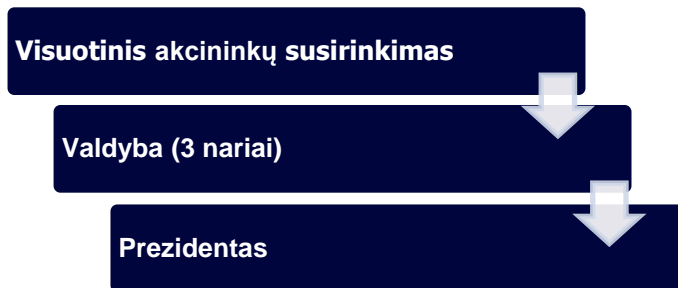 Visuotinis akcininkų susirinkimas
Valdyba (3 nariai)
Prezidentas